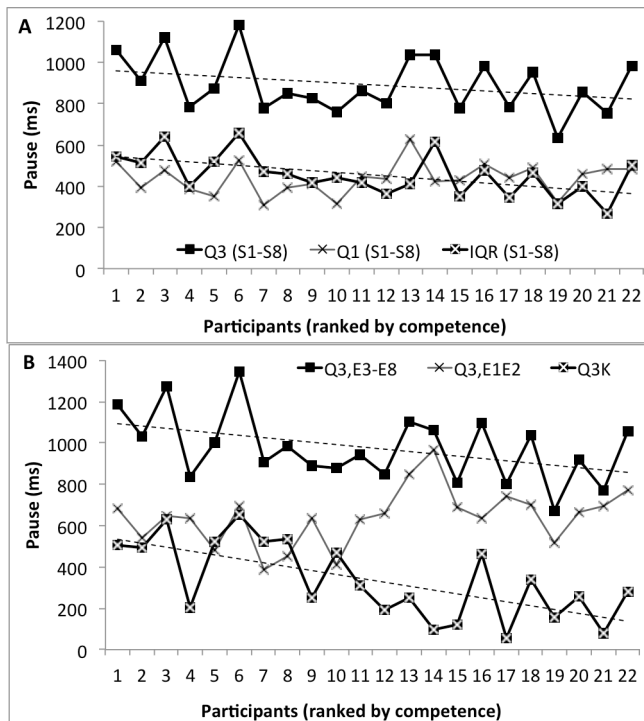 A
1200
1000
800
600
400
200
0
Pause (ms)
Q3 (S1-S8) Q1 (S1-S8) IQR (S1-S8)
1 2 3 4 5 6 7 8 9 10 11 12 13 14 15 16 17 18 19 20 21 22
Participants (ranked by competence)
B
Q3,E3-E8 Q3,E1E2 Q3K
1400
1200
1000
800
600
400
200
0
Pause (ms)
1 2 3 4 5 6 7 8 9 10 11 12 13 14 15 16 17 18 19 20 21 22
Participants (ranked by competence)